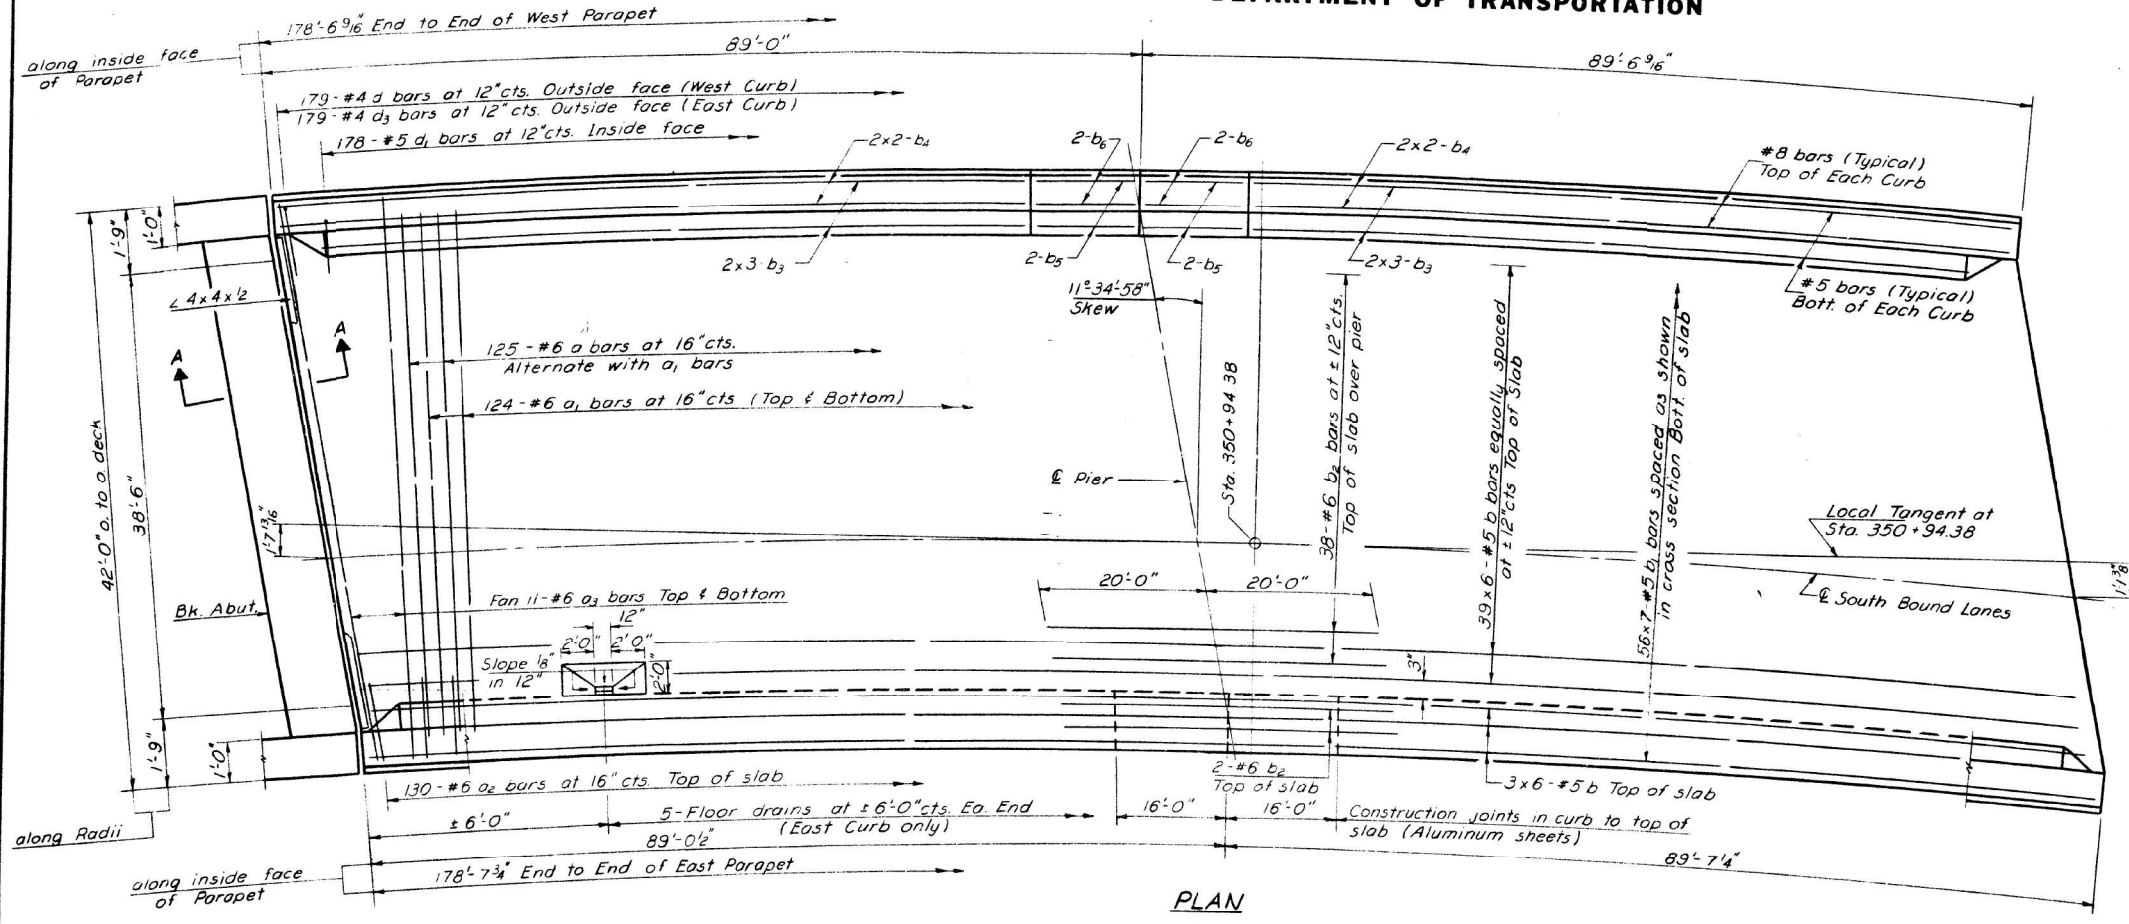 DEPARTMENT OF TRANSPORTATION
178'-6 9/16" End to End of West Parapet
89'-0"
89'-6 9/16"
along inside face
of Parapet
179-#4 d bars at 12"cts. Outside face (West Curb)
179-#4 d3 bars at 12"cts. Outside face (East Curb)
178-#5 d1 bars at 12"cts. Inside face
2x2-b4
2-b6
2-b6
2x2-b4
#8 bars (Typical)
Top of Each Curb
1'-9"
1'-0"
2x3-b3
2-b5
2-b5
2x3-b3
∠ 4x4x1/2
11°-34'-58"
Skew
#5 bars (Typical)
Bott. of Each Curb
A
A
125-#6 a bars at 16"cts.
Alternate with a1 bars
124-#6 a1 bars at 16"cts (Top & Bottom)
42'-0" o. to o. deck
38'-6"
℄ Pier
Sta. 350+94 38
38-#6 b2 bars at ±12"cts.
Top of slab over pier
39x6-#5 b bars equally spaced
at ±12"cts Top of slab
56x7-#5 b1 bars spaced as shown
in cross section Bott. of slab
1'-7 13/16"
Local Tangent at
Sta. 350+94.38
1'-1 3/8"
℄ South Bound Lanes
Bk. Abut.
Fan 11-#6 a3 bars Top & Bottom
20'-0"
20'-0"
12"
2'-0"
2'0"
Slope 1/8"
in 12"
2'-0"
3"
1'-9"
1'-0"
130-#6 a2 bars at 16"cts. Top of slab
2-#6 b2
Top of slab
3x6-#5 b Top of slab
±6'-0"
5-Floor drains at ±6'-0"cts. Ea. End
(East Curb only)
16'-0"
16'-0"
Construction joints in curb to top of
slab (Aluminum sheets)
along Radii
89'-0 1/2"
89'-7 1/4"
along inside face
of Parapet
178'-7 3/4" End to End of East Parapet
PLAN